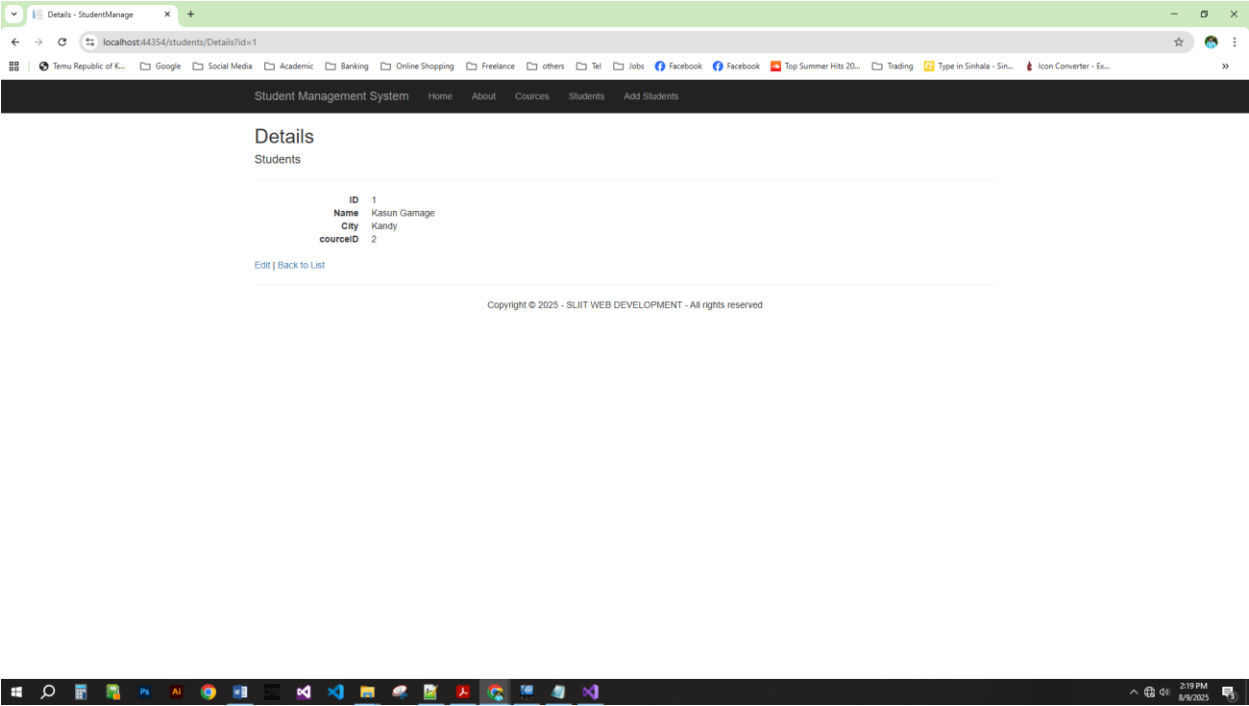 Details - StudentManage
localhost:44354/students/Details?id=1
Temu Republic of K... Google Social Media Academic Banking Online Shopping Freelance others Tel Jobs Facebook Facebook Top Summer Hits 20... Trading Type in Sinhala - Sin... Icon Converter - Ex...
Student Management System Home About Cources Students Add Students
Details
Students
ID 1
Name Kasun Gamage
City Kandy
courceID 2
Edit | Back to List
Copyright © 2025 - SLIIT WEB DEVELOPMENT - All rights reserved
Ps Ai
2:19 PM
8/9/2025
3